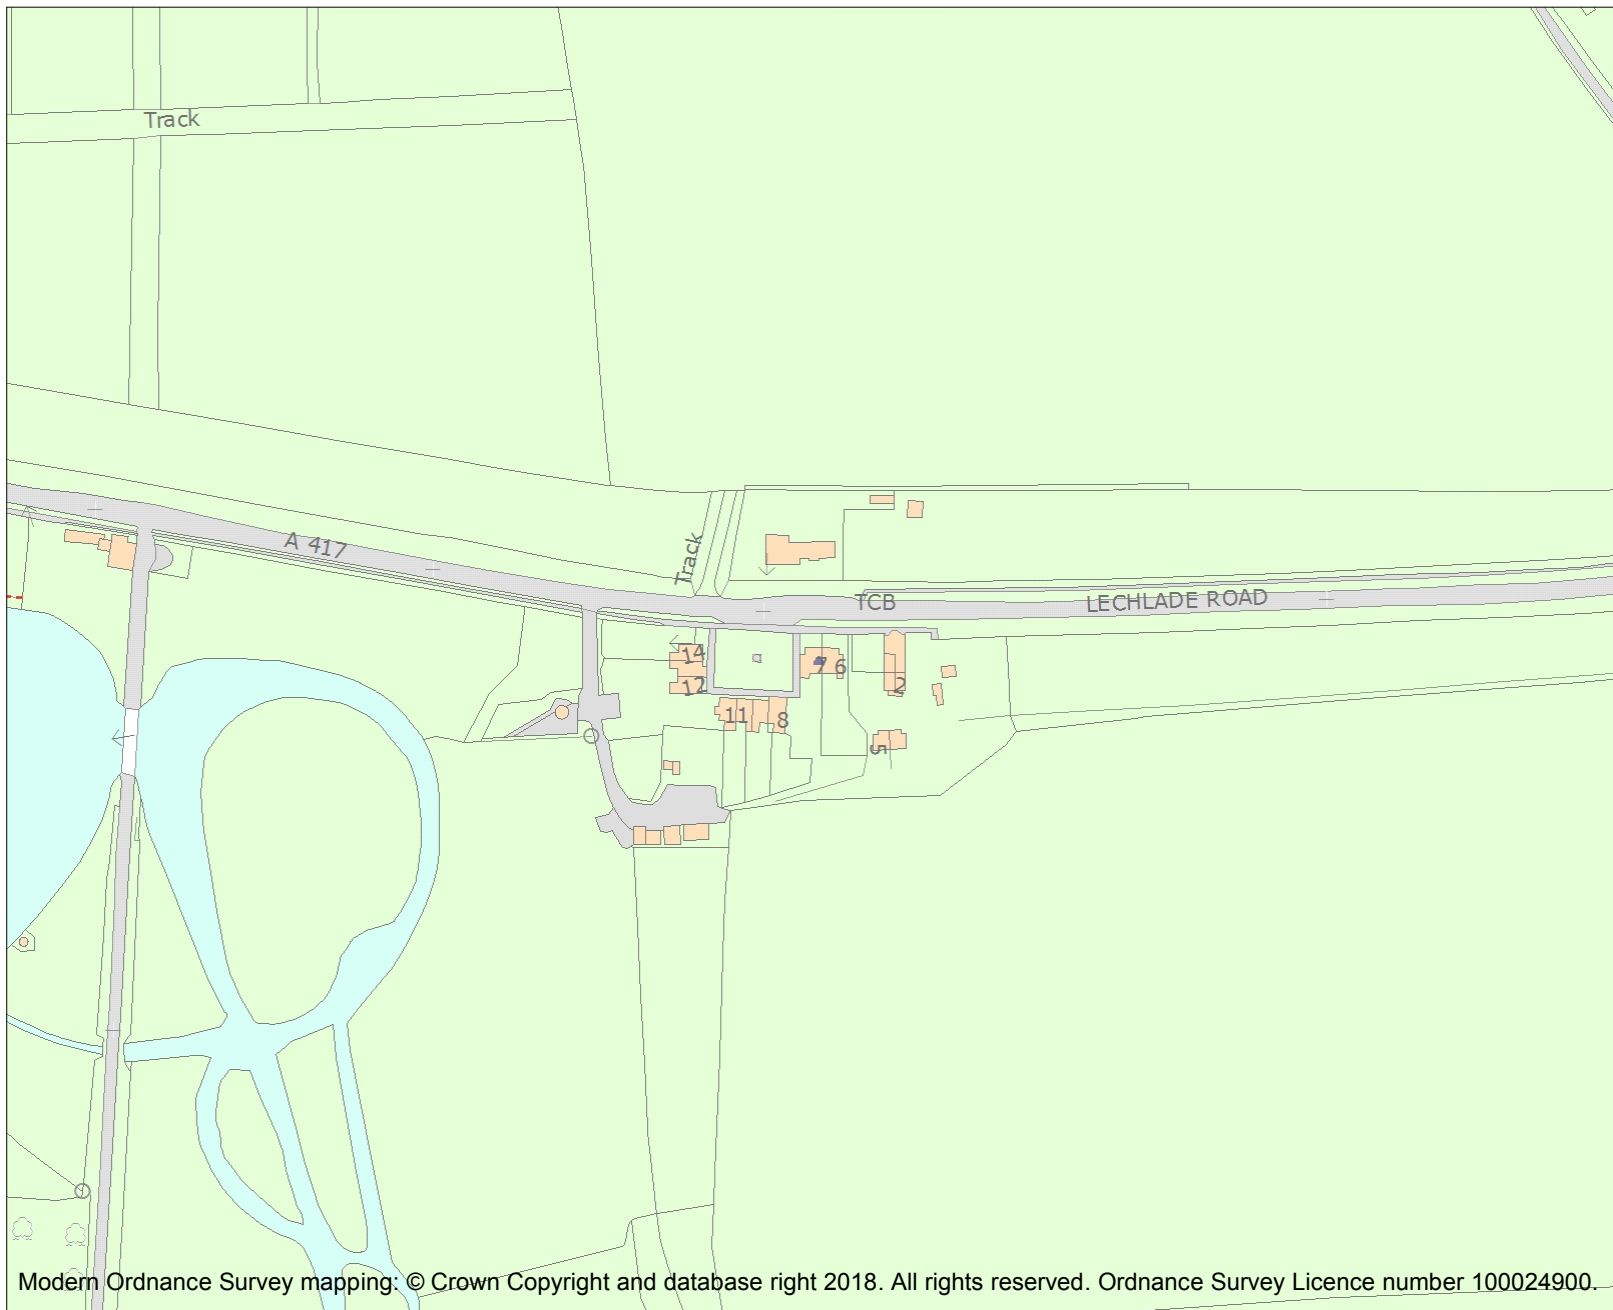 Track
A 417
Track
TCB
LECHLADE ROAD
14
12
7 6
2
11
8
5
Modern Ordnance Survey mapping: © Crown Copyright and database right 2018. All rights reserved. Ordnance Survey Licence number 100024900.